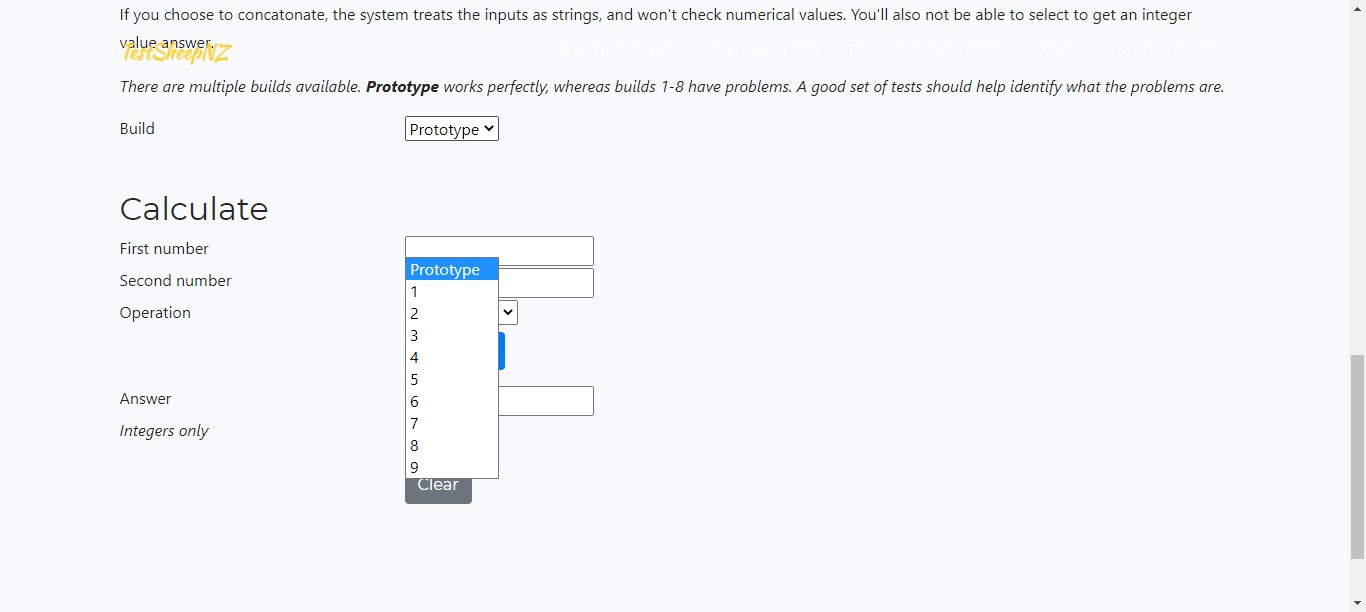 If you choose to concatonate, the system treats the inputs as strings, and won't check numerical values. You'll also not be able to select to get an integer
value answer.
TestSheepNZ NUMBER GAME AUTOMATION KATA WORKSHOPS MEDIA MIKE TALKS
There are multiple builds available. Prototype works perfectly, whereas builds 1-8 have problems. A good set of tests should help identify what the problems are.
Build Prototype
Calculate
First number
Prototype
Second number
1
Operation
2
3
4
5
Answer
6
Integers only
7
8
9
Clear